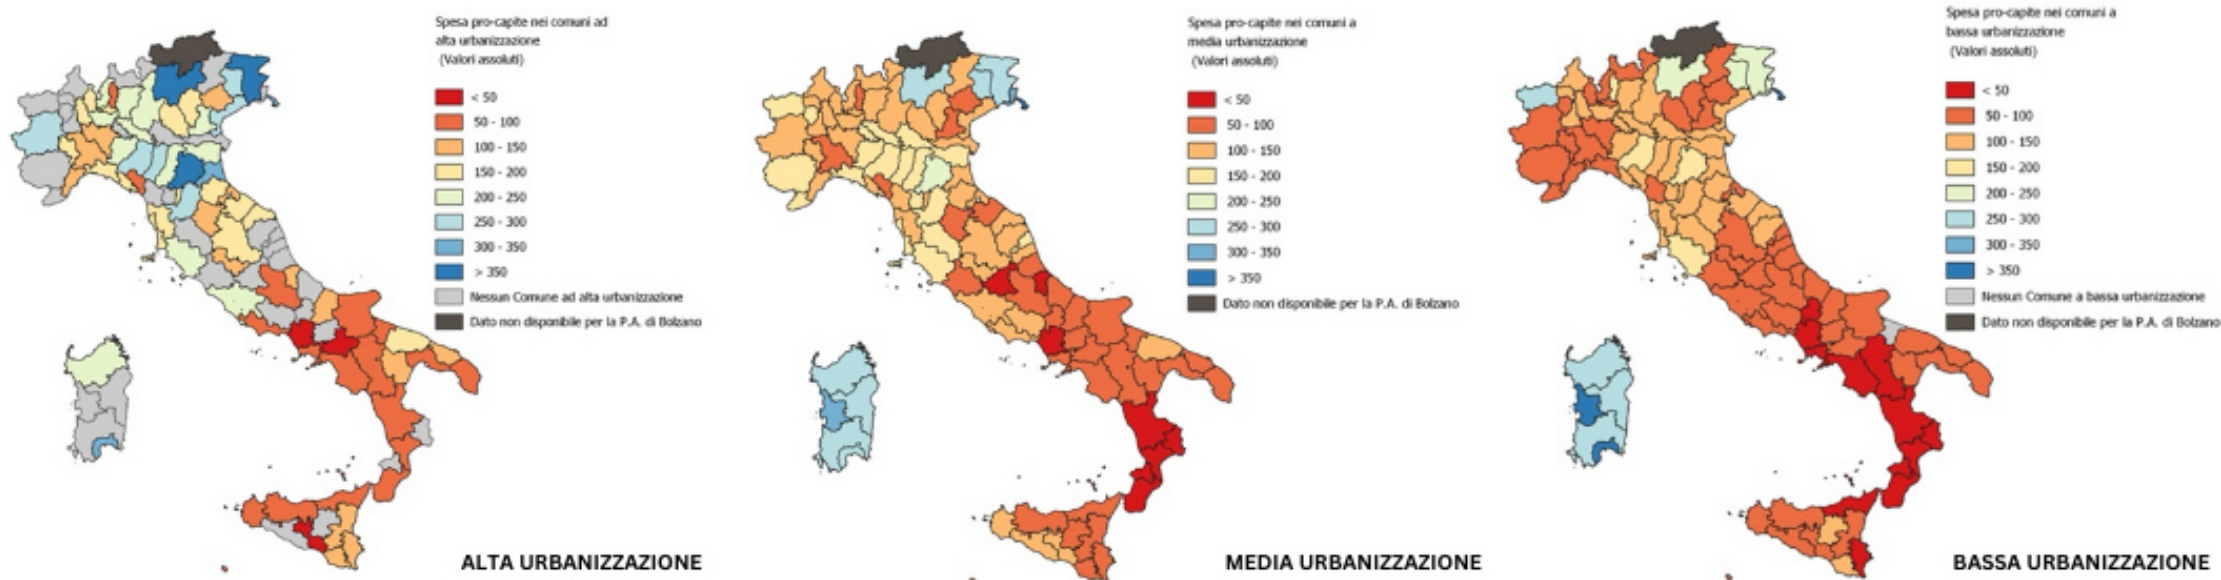 Spesa pro-capite nei comuni ad
alta urbanizzazione
(Valori assoluti)
< 50
50 - 100
100 - 150
150 - 200
200 - 250
250 - 300
300 - 350
> 350
Nessun Comune ad alta urbanizzazione
Dato non disponibile per la P.A. di Bolzano
ALTA URBANIZZAZIONE
Spesa pro-capite nei comuni a
media urbanizzazione
(Valori assoluti)
< 50
50 - 100
100 - 150
150 - 200
200 - 250
250 - 300
300 - 350
> 350
Dato non disponibile per la P.A. di Bolzano
MEDIA URBANIZZAZIONE
Spesa pro-capite nei comuni a
bassa urbanizzazione
(Valori assoluti)
< 50
50 - 100
100 - 150
150 - 200
200 - 250
250 - 300
300 - 350
> 350
Nessun Comune a bassa urbanizzazione
Dato non disponibile per la P.A. di Bolzano
BASSA URBANIZZAZIONE